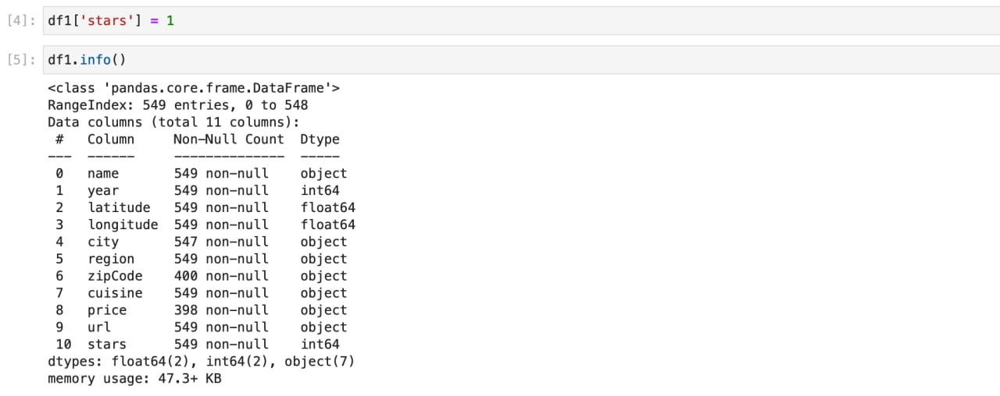 [4]: df1['stars'] = 1
[5]: df1.info()
<class 'pandas.core.frame.DataFrame'>
RangeIndex: 549 entries, 0 to 548
Data columns (total 11 columns):
 #   Column     Non-Null Count  Dtype
---  ------     --------------  -----
 0   name       549 non-null    object
 1   year       549 non-null    int64
 2   latitude   549 non-null    float64
 3   longitude  549 non-null    float64
 4   city       547 non-null    object
 5   region     549 non-null    object
 6   zipCode    400 non-null    object
 7   cuisine    549 non-null    object
 8   price      398 non-null    object
 9   url        549 non-null    object
 10  stars      549 non-null    int64
dtypes: float64(2), int64(2), object(7)
memory usage: 47.3+ KB